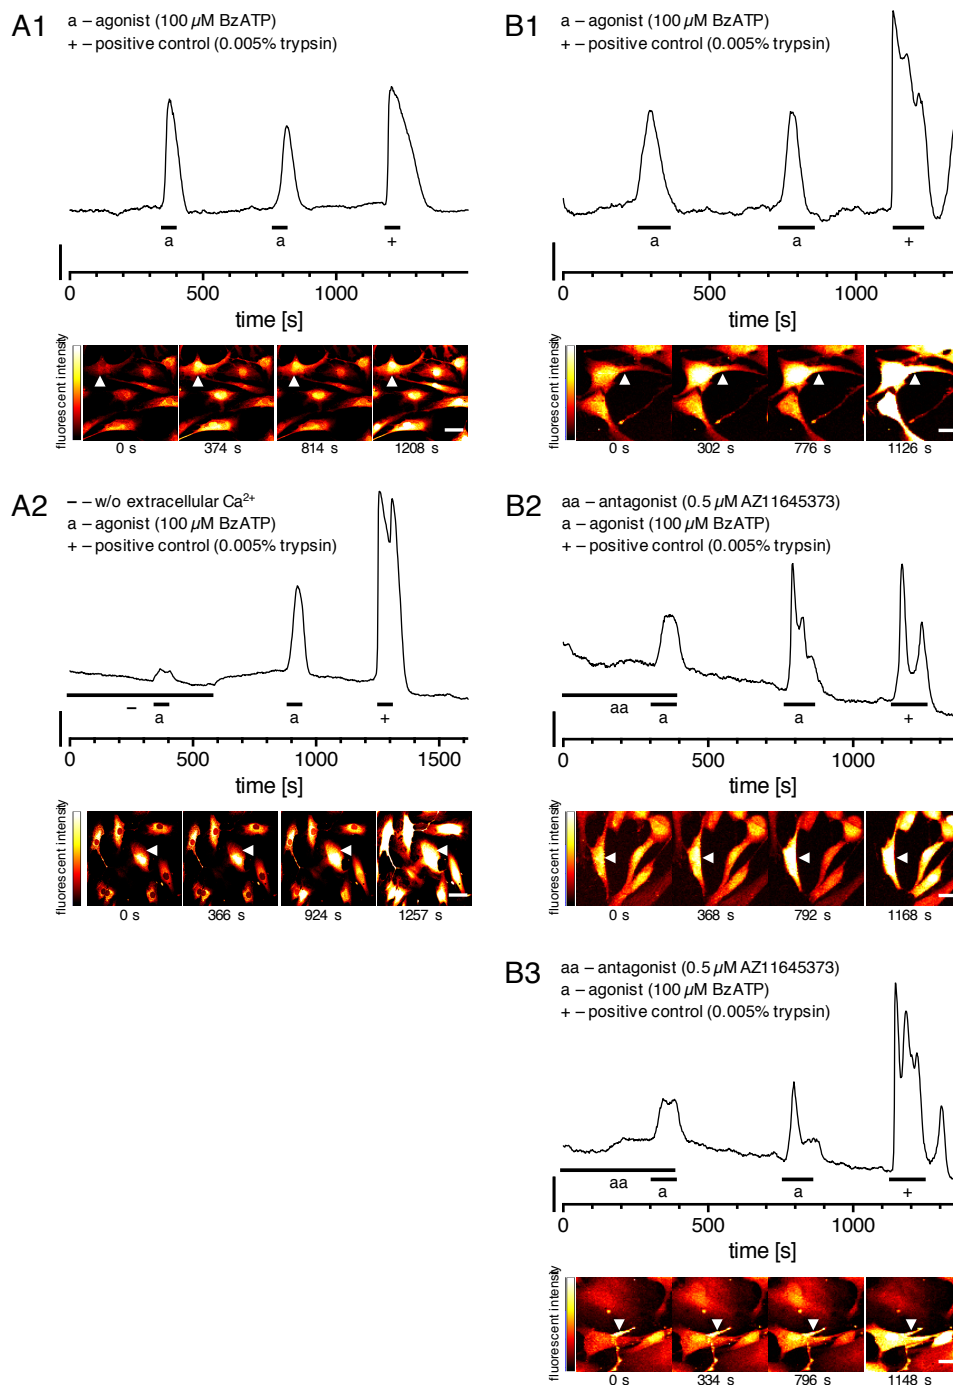 A1
a – agonist (100 µM BzATP)
+ – positive control (0.005% trypsin)
a
a
+
0
500
1000
time [s]
fluorescent intensity
0 s
374 s
814 s
1208 s
B1
a – agonist (100 µM BzATP)
+ – positive control (0.005% trypsin)
a
a
+
0
500
1000
time [s]
fluorescent intensity
0 s
302 s
776 s
1126 s
A2
– – w/o extracellular Ca²⁺
a – agonist (100 µM BzATP)
+ – positive control (0.005% trypsin)
–
a
a
+
0
500
1000
1500
time [s]
fluorescent intensity
0 s
366 s
924 s
1257 s
B2
aa – antagonist (0.5 µM AZ11645373)
a – agonist (100 µM BzATP)
+ – positive control (0.005% trypsin)
aa
a
a
+
0
500
1000
time [s]
fluorescent intensity
0 s
368 s
792 s
1168 s
B3
aa – antagonist (0.5 µM AZ11645373)
a – agonist (100 µM BzATP)
+ – positive control (0.005% trypsin)
aa
a
a
+
0
500
1000
time [s]
fluorescent intensity
0 s
334 s
796 s
1148 s